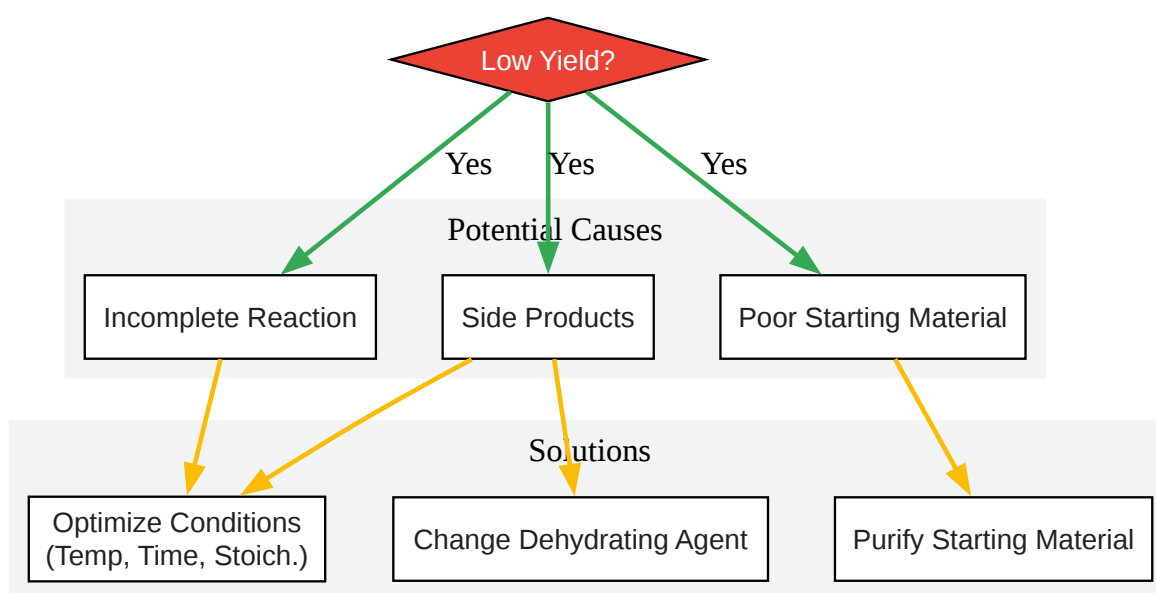 Low Yield?
Yes
Yes
Yes
Potential Causes
Incomplete Reaction
Side Products
Poor Starting Material
Solutions
Optimize Conditions
(Temp, Time, Stoich.)
Change Dehydrating Agent
Purify Starting Material